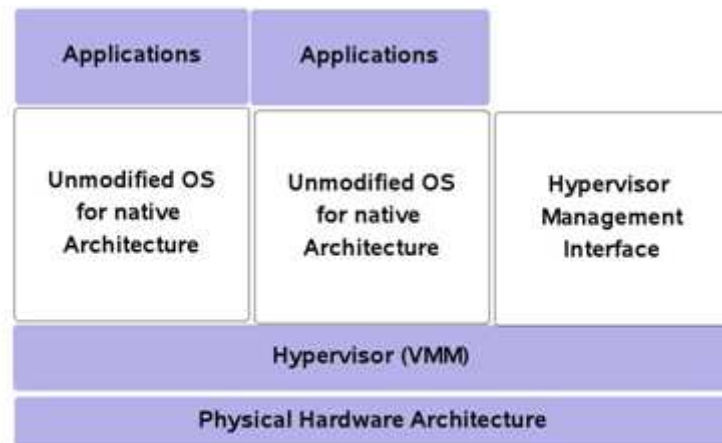 Applications
Applications
Unmodified OS
for native
Architecture
Unmodified OS
for native
Architecture
Hypervisor
Management
Interface
Hypervisor (VMM)
Physical Hardware Architecture